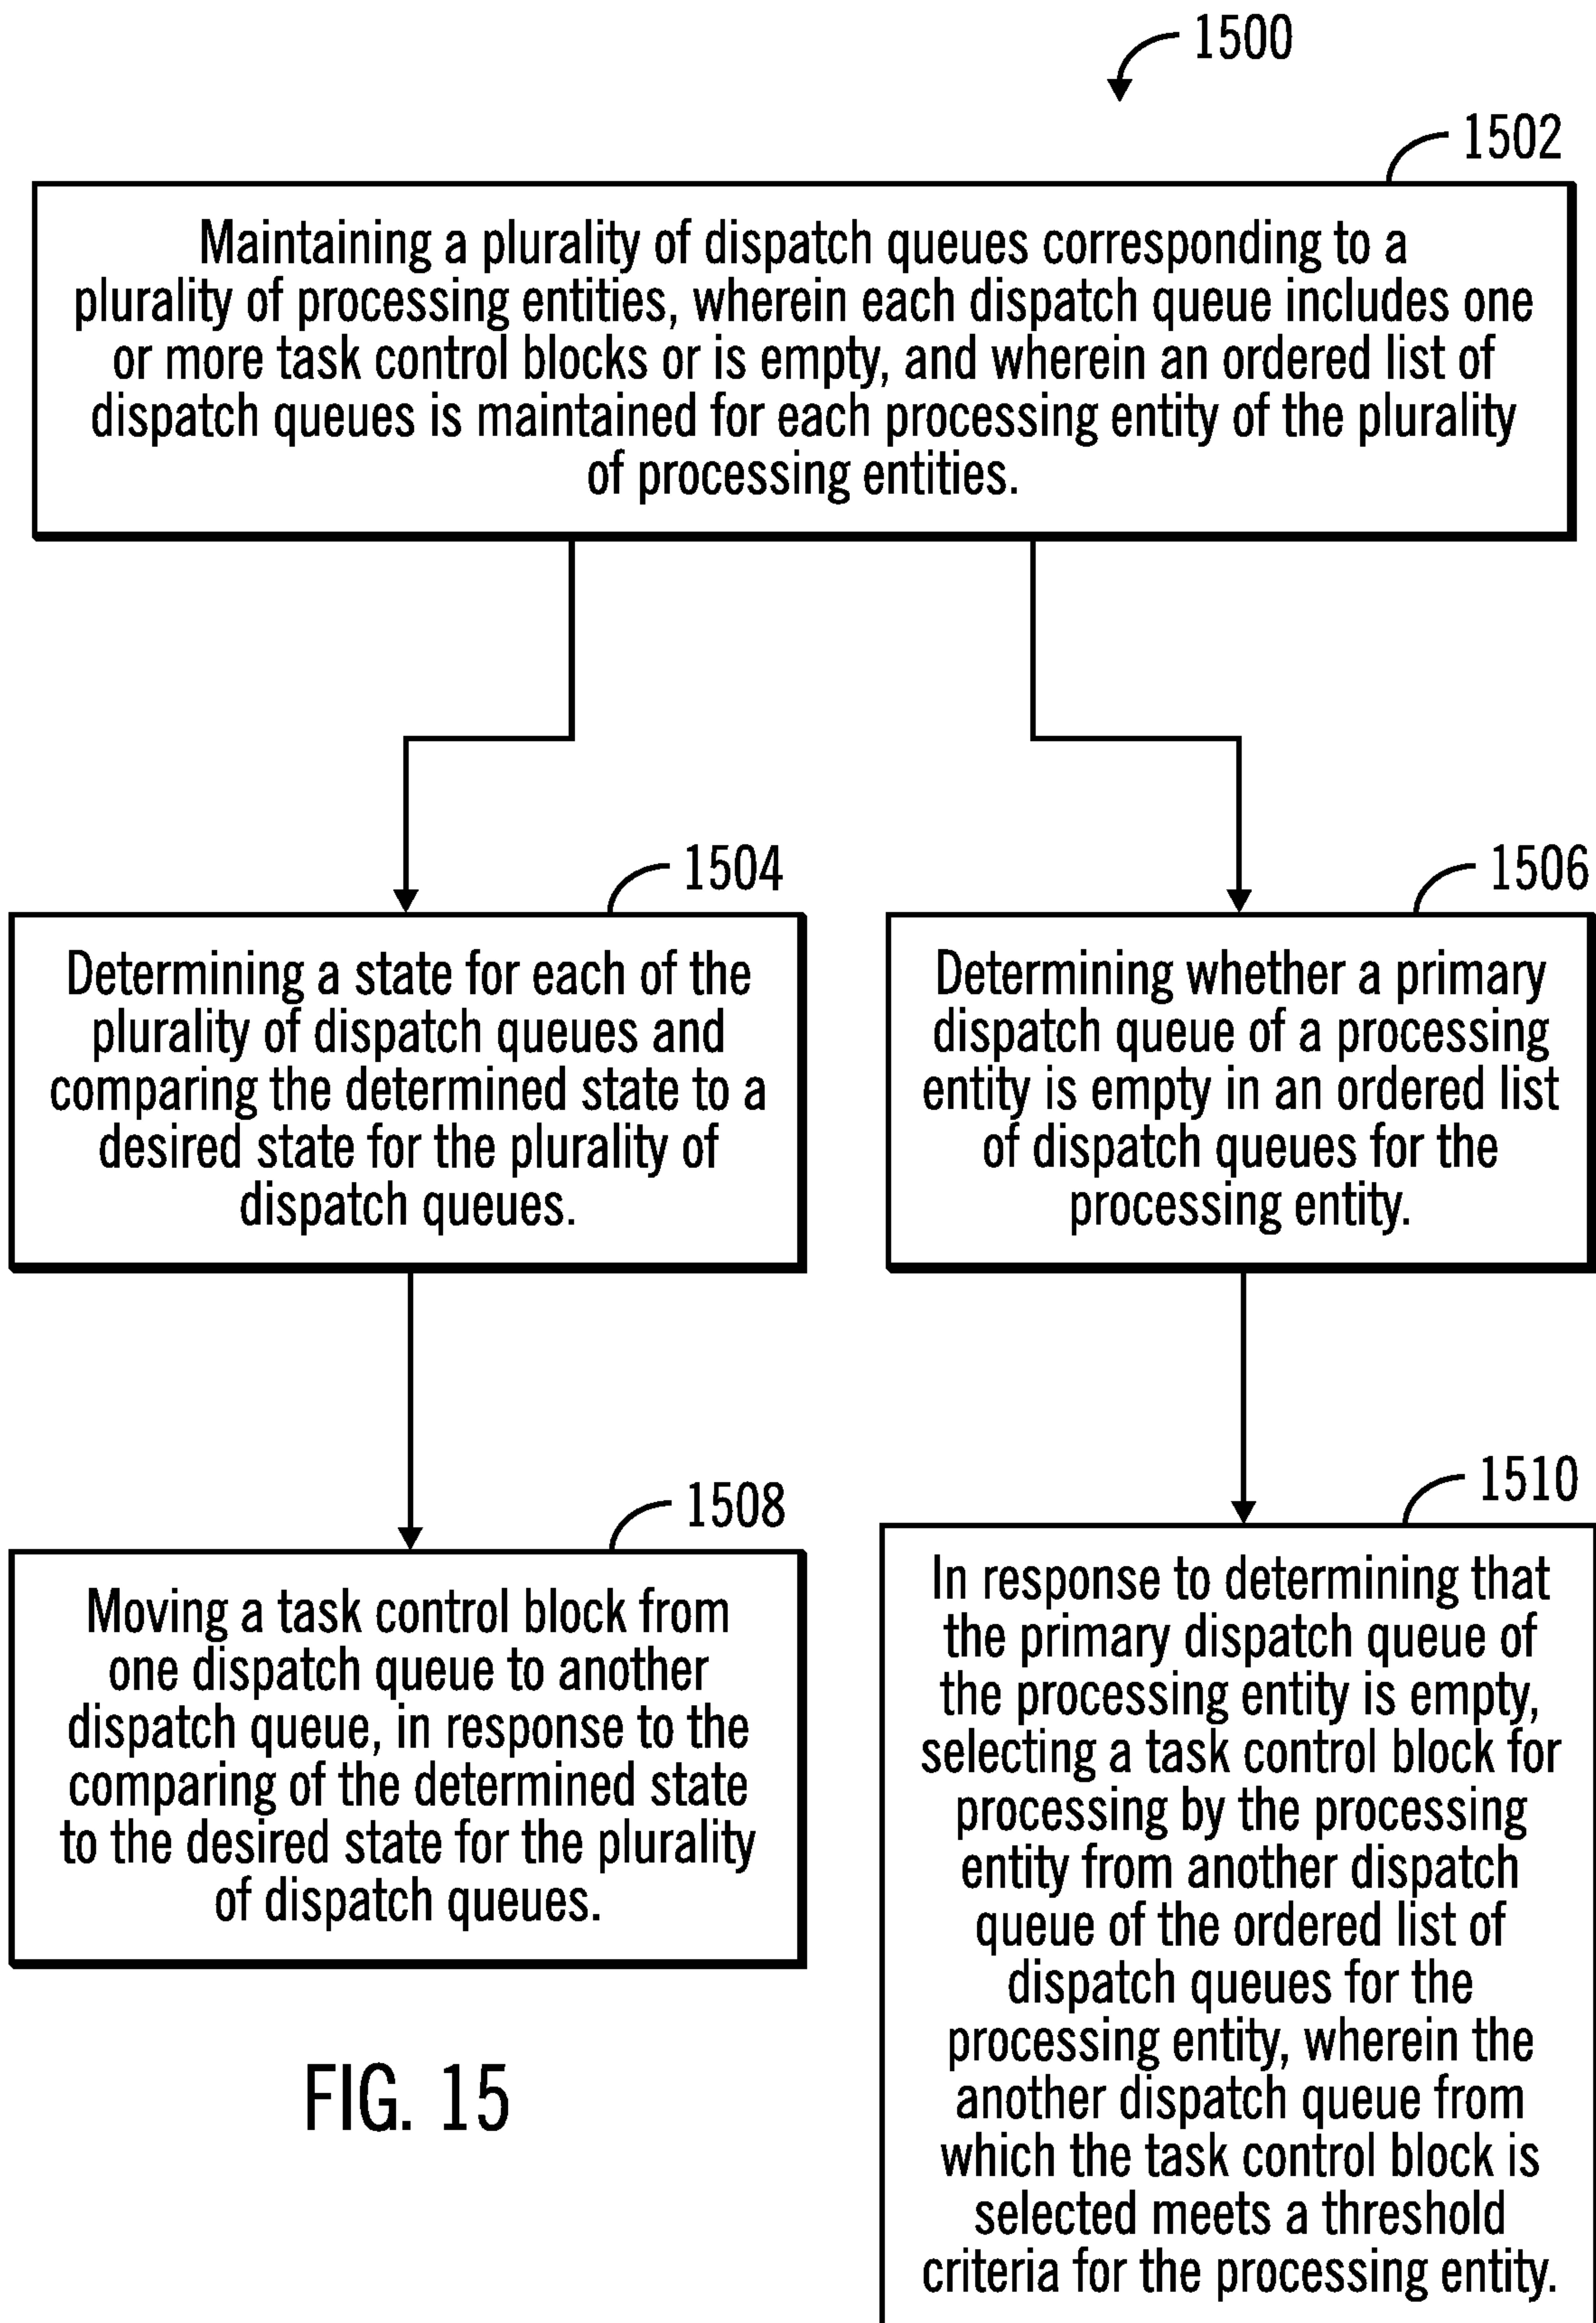 1500
1502
Maintaining a plurality of dispatch queues corresponding to a
plurality of processing entities, wherein each dispatch queue includes one
or more task control blocks or is empty, and wherein an ordered list of
dispatch queues is maintained for each processing entity of the plurality
of processing entities.
1504
Determining a state for each of the
plurality of dispatch queues and
comparing the determined state to a
desired state for the plurality of
dispatch queues.
1506
Determining whether a primary
dispatch queue of a processing
entity is empty in an ordered list
of dispatch queues for the
processing entity.
1508
Moving a task control block from
one dispatch queue to another
dispatch queue, in response to the
comparing of the determined state
to the desired state for the plurality
of dispatch queues.
1510
In response to determining that
the primary dispatch queue of
the processing entity is empty,
selecting a task control block for
processing by the processing
entity from another dispatch
queue of the ordered list of
dispatch queues for the
processing entity, wherein the
another dispatch queue from
which the task control block is
selected meets a threshold
criteria for the processing entity.
FIG. 15